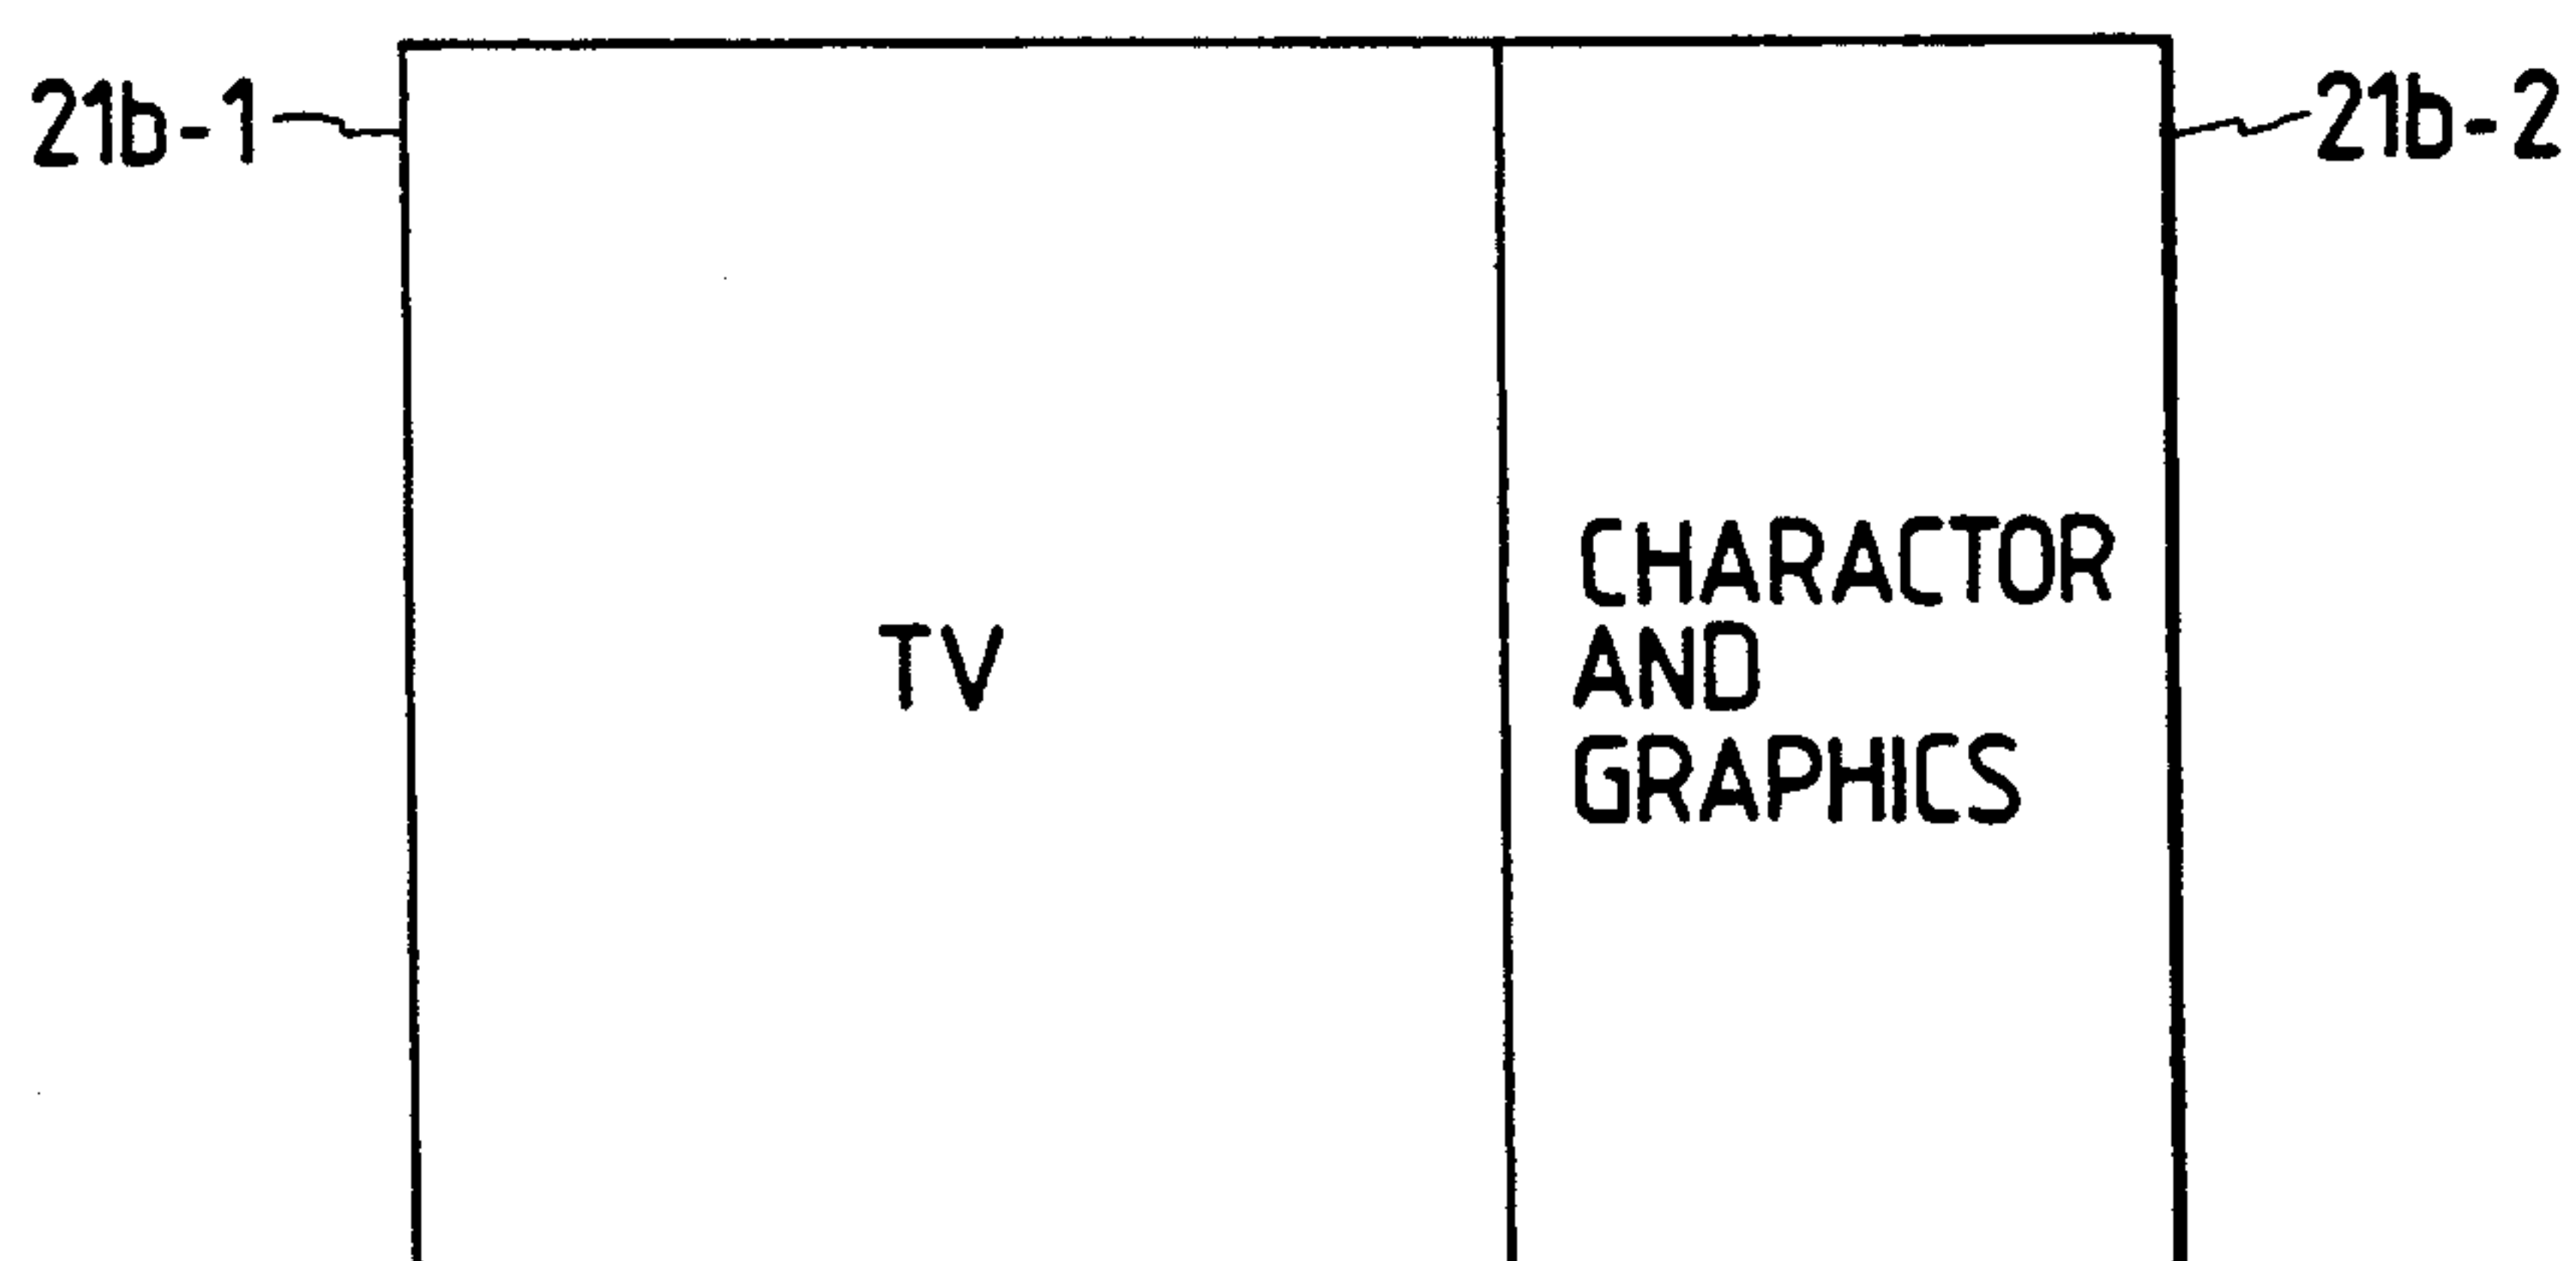 21b-1
21b-2
TV
CHARACTOR
AND
GRAPHICS